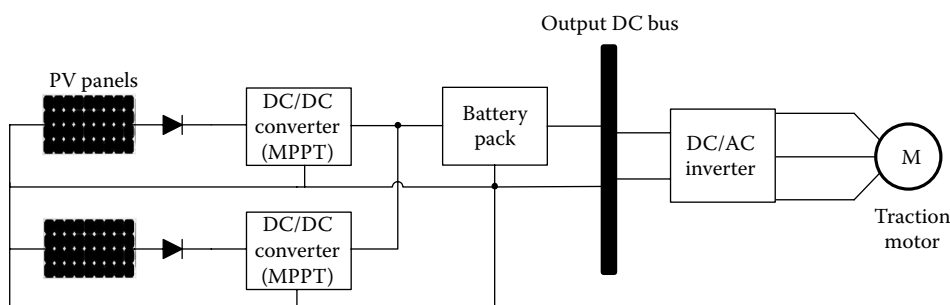 Output DC bus
PV panels
DC/DC
converter
(MPPT)
Battery
pack
DC/AC
inverter
M
Traction
motor
DC/DC
converter
(MPPT)